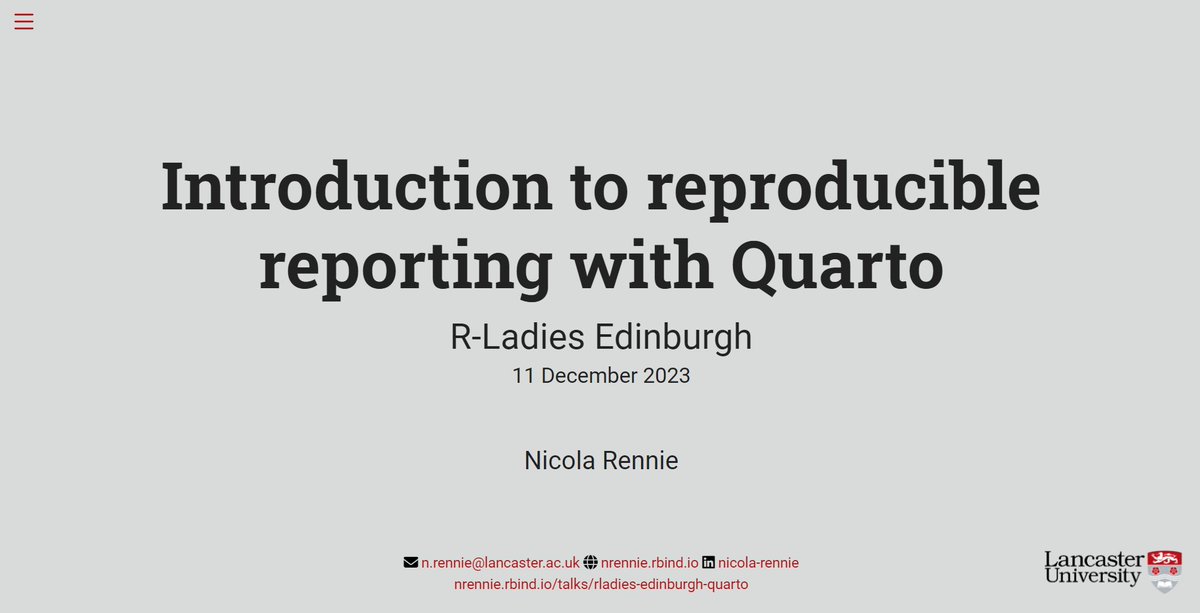 Introduction to reproducible
reporting with Quarto
R-Ladies Edinburgh
11 December 2023
Nicola Rennie
n.rennie@lancaster.ac.uk nrennie.rbind.io nicola-rennie
nrennie.rbind.io/talks/rladies-edinburgh-quarto
Lancaster
University